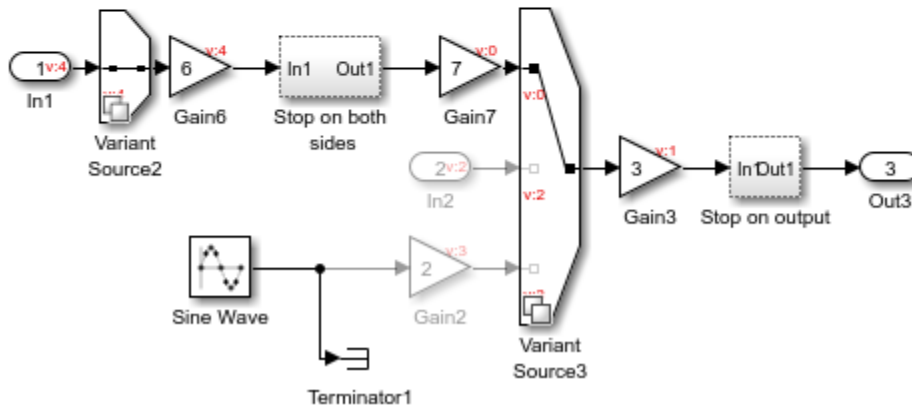 v:4
v:0
1
v:4
6
In1
Out1
7
In1
Gain6
Stop on both
sides
Gain7
v:0
Variant
Source2
2
v:2
In2
v:2
3
v:1
In1
Out1
3
Gain3
Stop on output
Out3
2
v:3
Sine Wave
Gain2
Variant
Source3
Terminator1